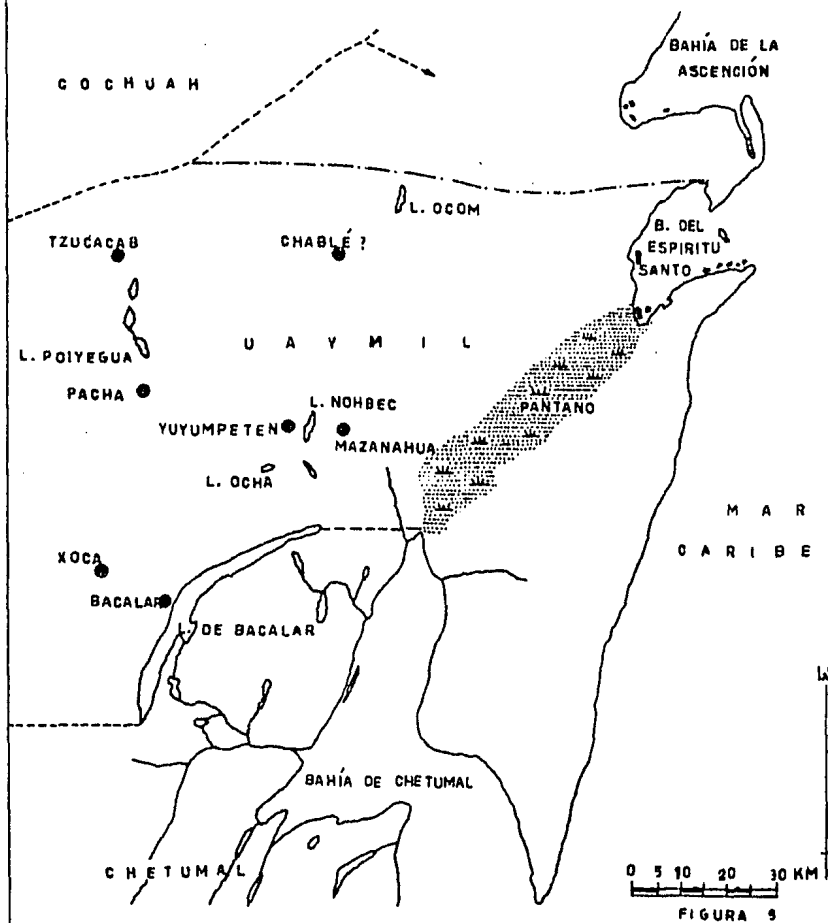 BAHÍA DE LA
ASCENCIÓN
COCHUAH
L. OCOM
TZUCACAB
CHABLÉ?
B. DEL
ESPIRITU
SANTO
UAYMIL
L. POIYEGUA
PACHA
L. NOHBEC
PANTANO
YUYUMPETEN
MAZANAHUA
L. OCHA
MAR
CARIBE
XOCA
BACALAR
L. DE BACALAR
BAHÍA DE CHETUMAL
CHETUMAL
0 5 10 20 30 KM
FIGURA 9